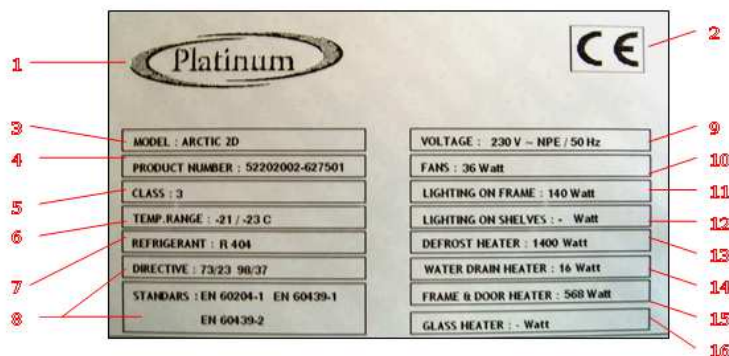 Platinum
CE
1
2
3
MODEL : ARCTIC 2D
VOLTAGE : 230 V ~ NPE / 50 Hz
9
4
PRODUCT NUMBER : 52202002-627501
FANS : 36 Watt
10
5
CLASS : 3
LIGHTING ON FRAME : 140 Watt
11
6
TEMP.RANGE : -21 / -23 C
LIGHTING ON SHELVES : - Watt
12
7
REFRIGERANT : R 404
DEFROST HEATER : 1400 Watt
13
DIRECTIVE : 73/23 98/37
WATER DRAIN HEATER : 16 Watt
14
8
STANDARS : EN 60204-1 EN 60439-1
EN 60439-2
FRAME & DOOR HEATER : 568 Watt
15
GLASS HEATER : - Watt
16